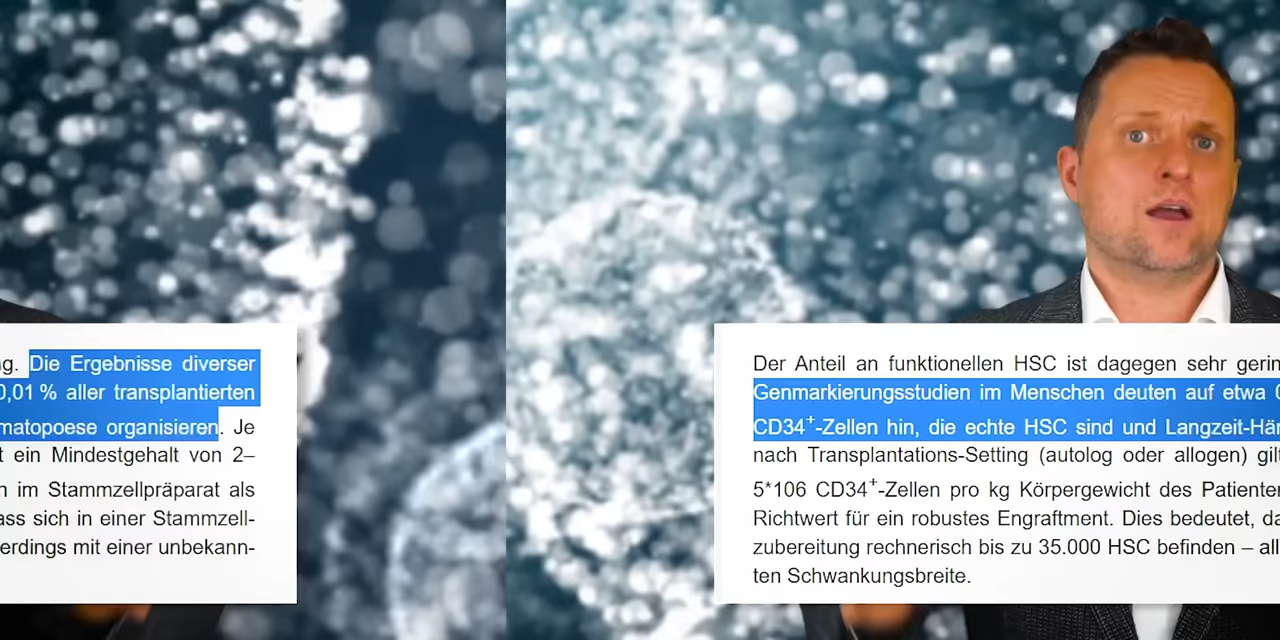 ng. Die Ergebnisse diverser
0,01 % aller transplantierten
matopoese organisieren. Je
t ein Mindestgehalt von 2–
n im Stammzellpräparat als
ass sich in einer Stammzell-
erdings mit einer unbekann-
Der Anteil an funktionellen HSC ist dagegen sehr gerin
Genmarkierungsstudien im Menschen deuten auf etwa 0
CD34⁺-Zellen hin, die echte HSC sind und Langzeit-Hä
nach Transplantations-Setting (autolog oder allogen) gilt
5*106 CD34⁺-Zellen pro kg Körpergewicht des Patienten
Richtwert für ein robustes Engraftment. Dies bedeutet, da
zubereitung rechnerisch bis zu 35.000 HSC befinden – all
ten Schwankungsbreite.